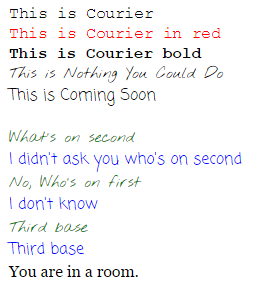 This is Courier
This is Courier in red
This is Courier bold
This is Nothing You Could Do
This is Coming Soon
What's on second
I didn't ask you who's on second
No, Who's on first
I don't know
Third base
Third base
You are in a room.